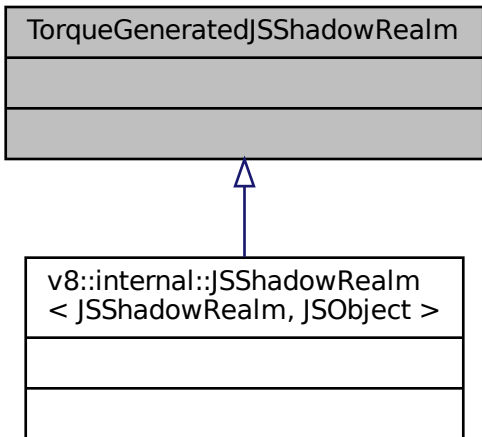 TorqueGeneratedJSShadowRealm
v8::internal::JSShadowRealm
< JSShadowRealm, JSObject >